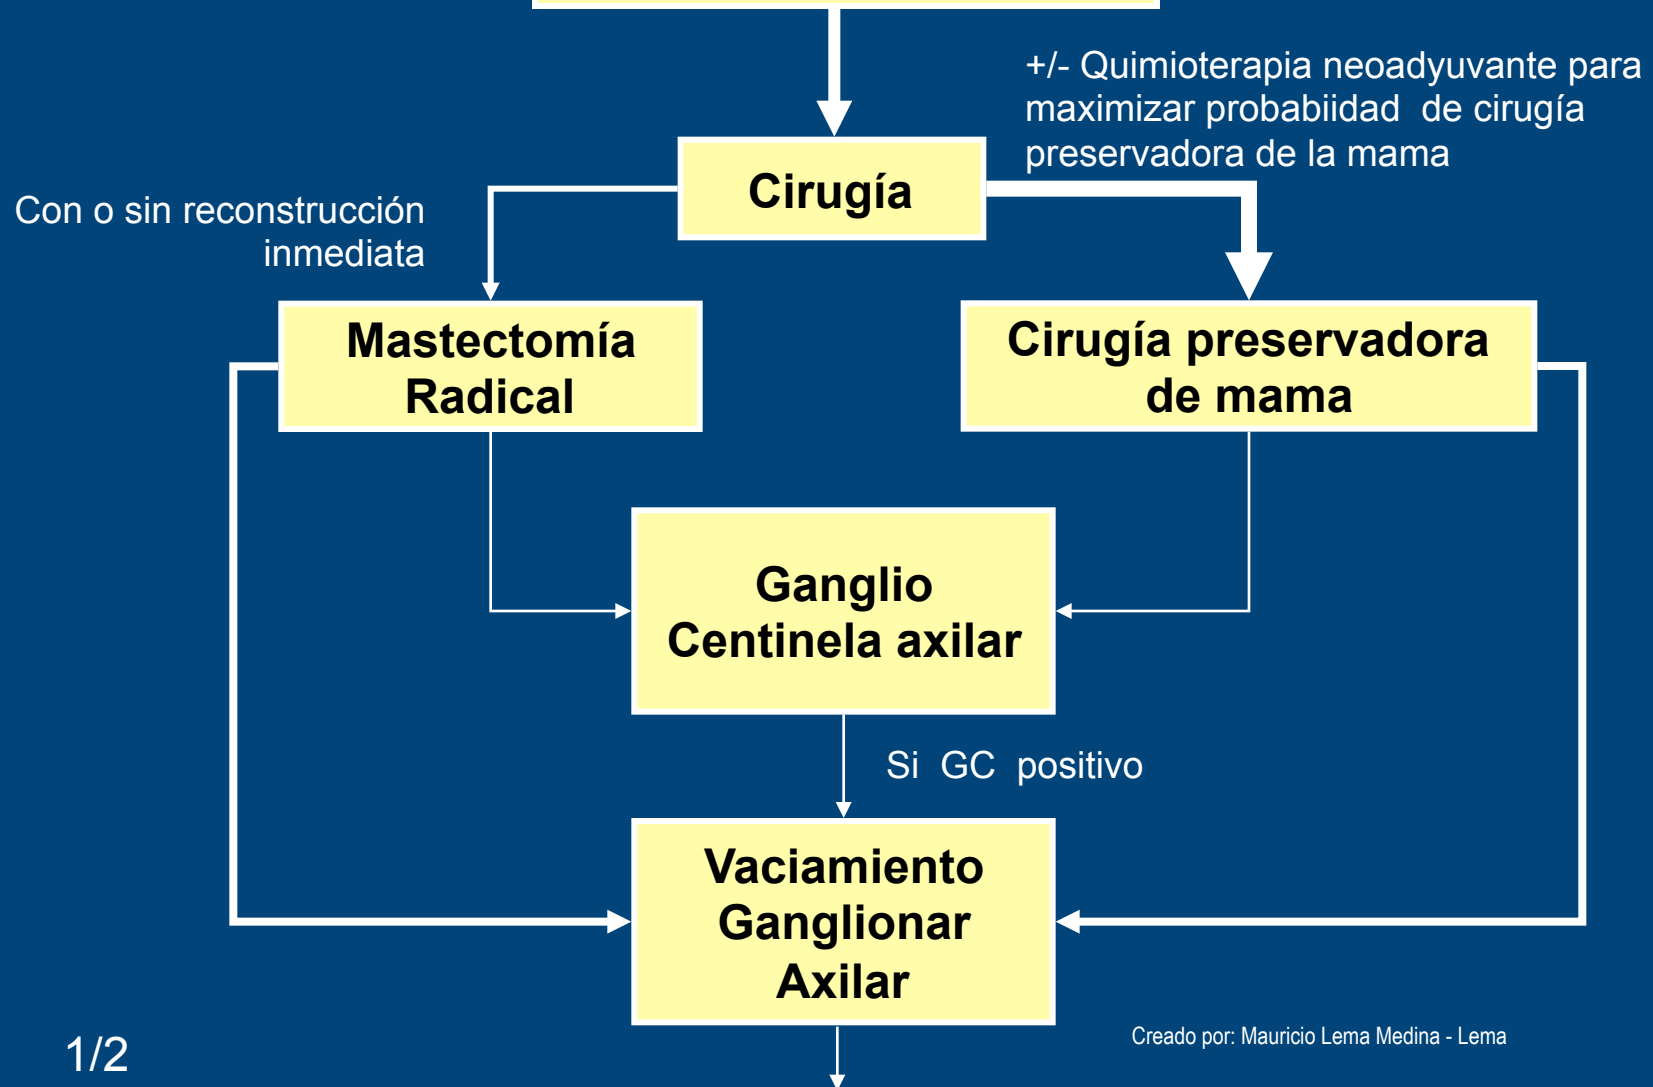 +/- Quimioterapia neoadyuvante para
maximizar probabiidad de cirugía
preservadora de la mama
Cirugía
Con o sin reconstrucción
inmediata
Mastectomía
Radical
Cirugía preservadora
de mama
Ganglio
Centinela axilar
Si GC positivo
Vaciamiento
Ganglionar
Axilar
Creado por: Mauricio Lema Medina - Lema
1/2